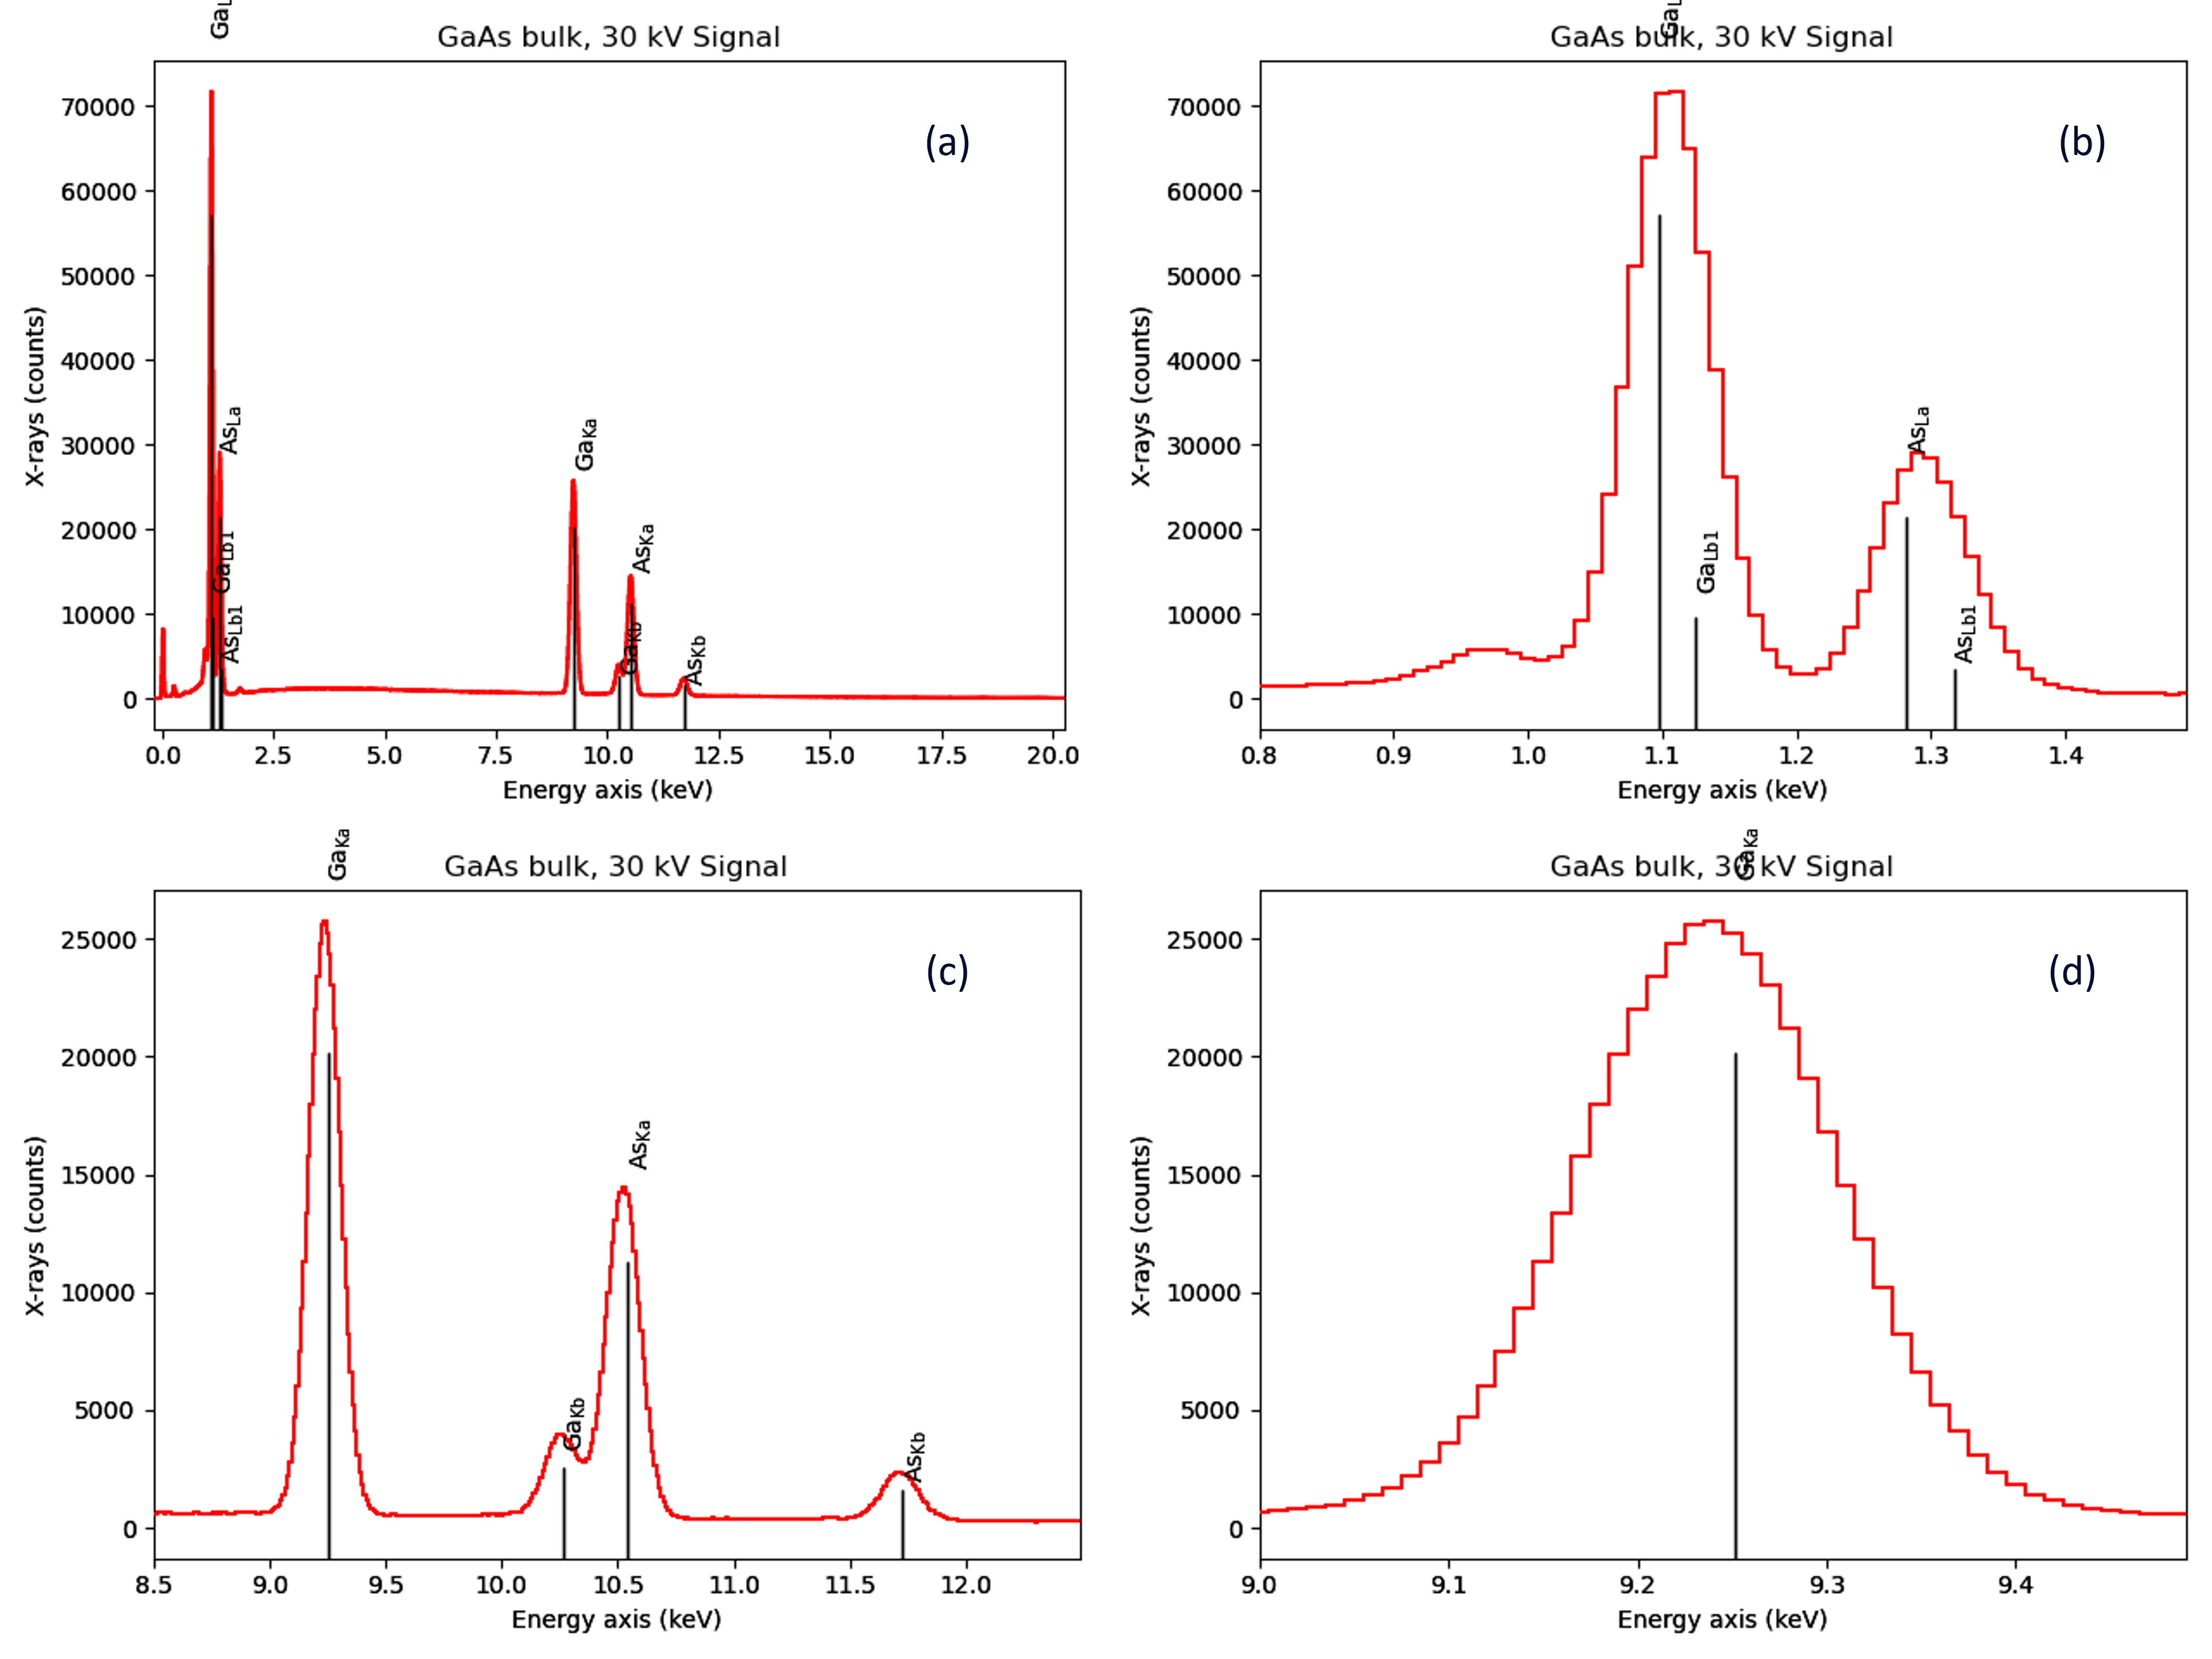 GaAs bulk, 30 kV Signal
(a)
X-rays (counts)
70000
60000
50000
40000
30000
20000
10000
0
AsLa
GaLb1
AsLb1
GaKa
GaKb
AsKa
AsKb
0.0 2.5 5.0 7.5 10.0 12.5 15.0 17.5 20.0
Energy axis (keV)
GaAs bulk, 30 kV Signal
(b)
X-rays (counts)
70000
60000
50000
40000
30000
20000
10000
0
GaLb1
AsLa
AsLb1
0.8 0.9 1.0 1.1 1.2 1.3 1.4
Energy axis (keV)
GaKa
GaAs bulk, 30 kV Signal
(c)
X-rays (counts)
25000
20000
15000
10000
5000
0
GaKb
AsKa
AsKb
8.5 9.0 9.5 10.0 10.5 11.0 11.5 12.0
Energy axis (keV)
GaKa
GaAs bulk, 30 kV Signal
(d)
X-rays (counts)
25000
20000
15000
10000
5000
0
9.0 9.1 9.2 9.3 9.4
Energy axis (keV)